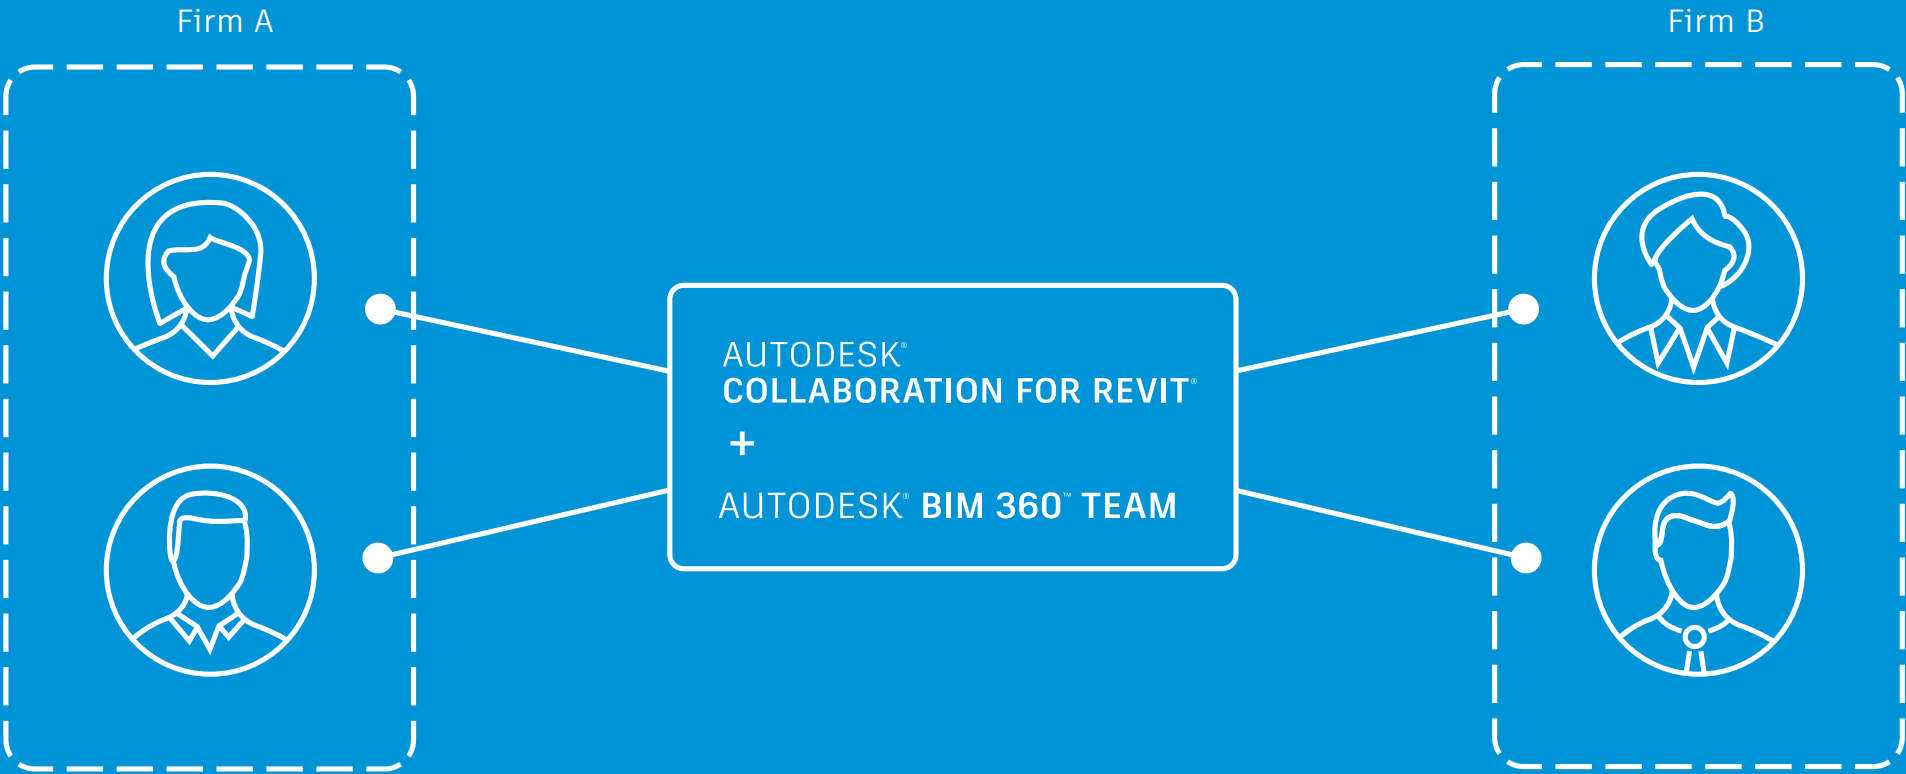 Firm A
Firm B
AUTODESK®
COLLABORATION FOR REVIT®
+
AUTODESK® BIM 360™ TEAM